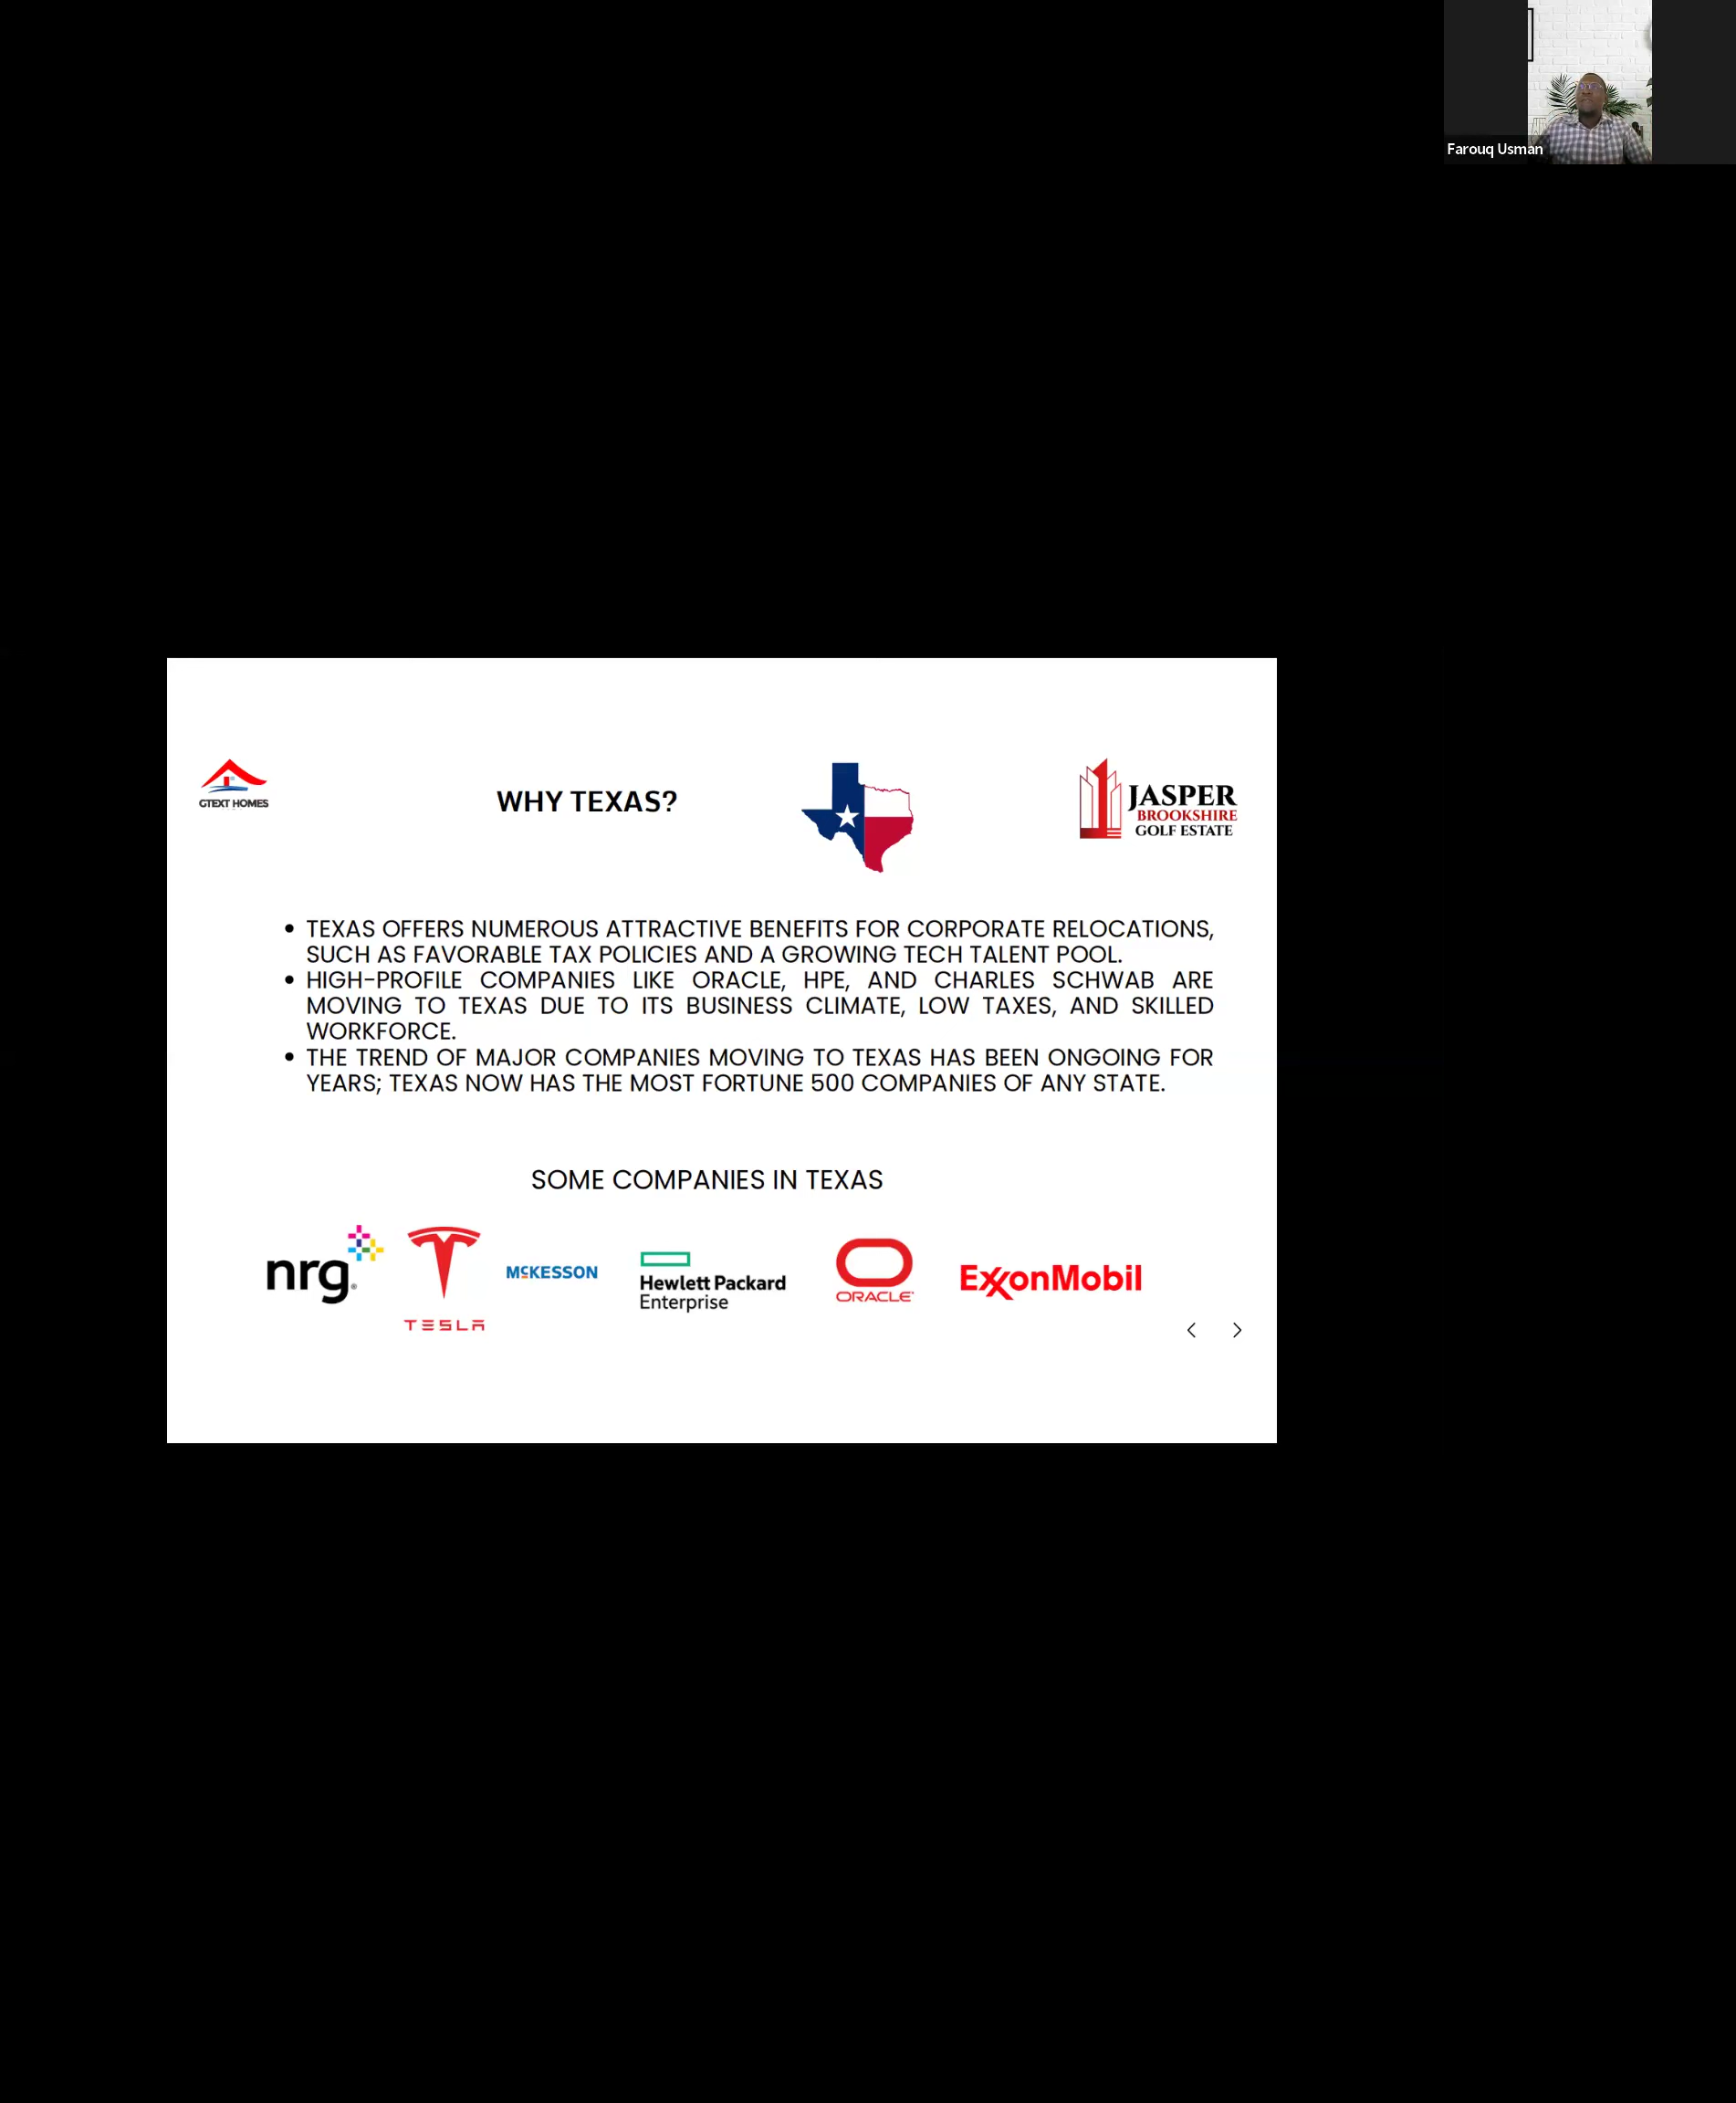 Farouq Usman
GTEXT HOMES
WHY TEXAS?
JASPER
BROOKSHIRE
GOLF ESTATE
• TEXAS OFFERS NUMEROUS ATTRACTIVE BENEFITS FOR CORPORATE RELOCATIONS,
SUCH AS FAVORABLE TAX POLICIES AND A GROWING TECH TALENT POOL.
• HIGH-PROFILE COMPANIES LIKE ORACLE, HPE, AND CHARLES SCHWAB ARE
MOVING TO TEXAS DUE TO ITS BUSINESS CLIMATE, LOW TAXES, AND SKILLED
WORKFORCE.
• THE TREND OF MAJOR COMPANIES MOVING TO TEXAS HAS BEEN ONGOING FOR
YEARS; TEXAS NOW HAS THE MOST FORTUNE 500 COMPANIES OF ANY STATE.
SOME COMPANIES IN TEXAS
nrg®
TESLA
MCKESSON
Hewlett Packard
Enterprise
ORACLE
ExxonMobil